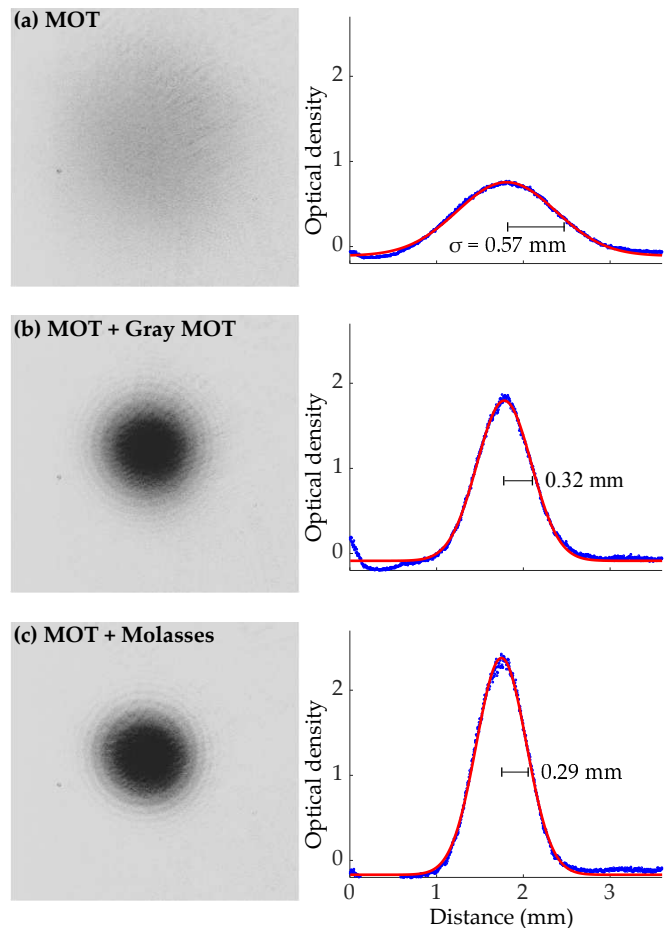 (a) MOT
2
1
0
Optical density
σ = 0.57 mm
(b) MOT + Gray MOT
2
1
0
Optical density
0.32 mm
(c) MOT + Molasses
2
1
0
Optical density
0.29 mm
0 1 2 3
Distance (mm)